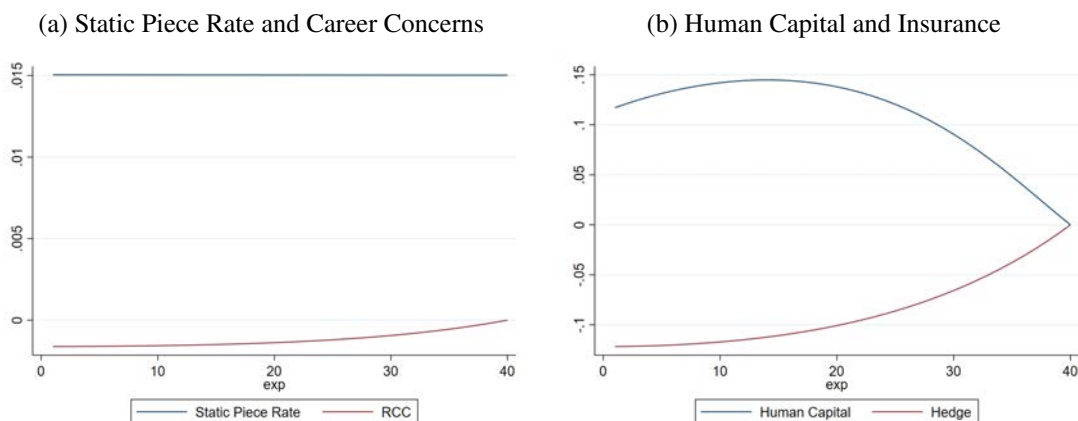 (a) Static Piece Rate and Career Concerns
.015
.01
.005
0
0 10 20 30 40
exp
Static Piece Rate RCC
(b) Human Capital and Insurance
.15
.1
.05
0
-.05
-.1
0 10 20 30 40
exp
Human Capital Hedge